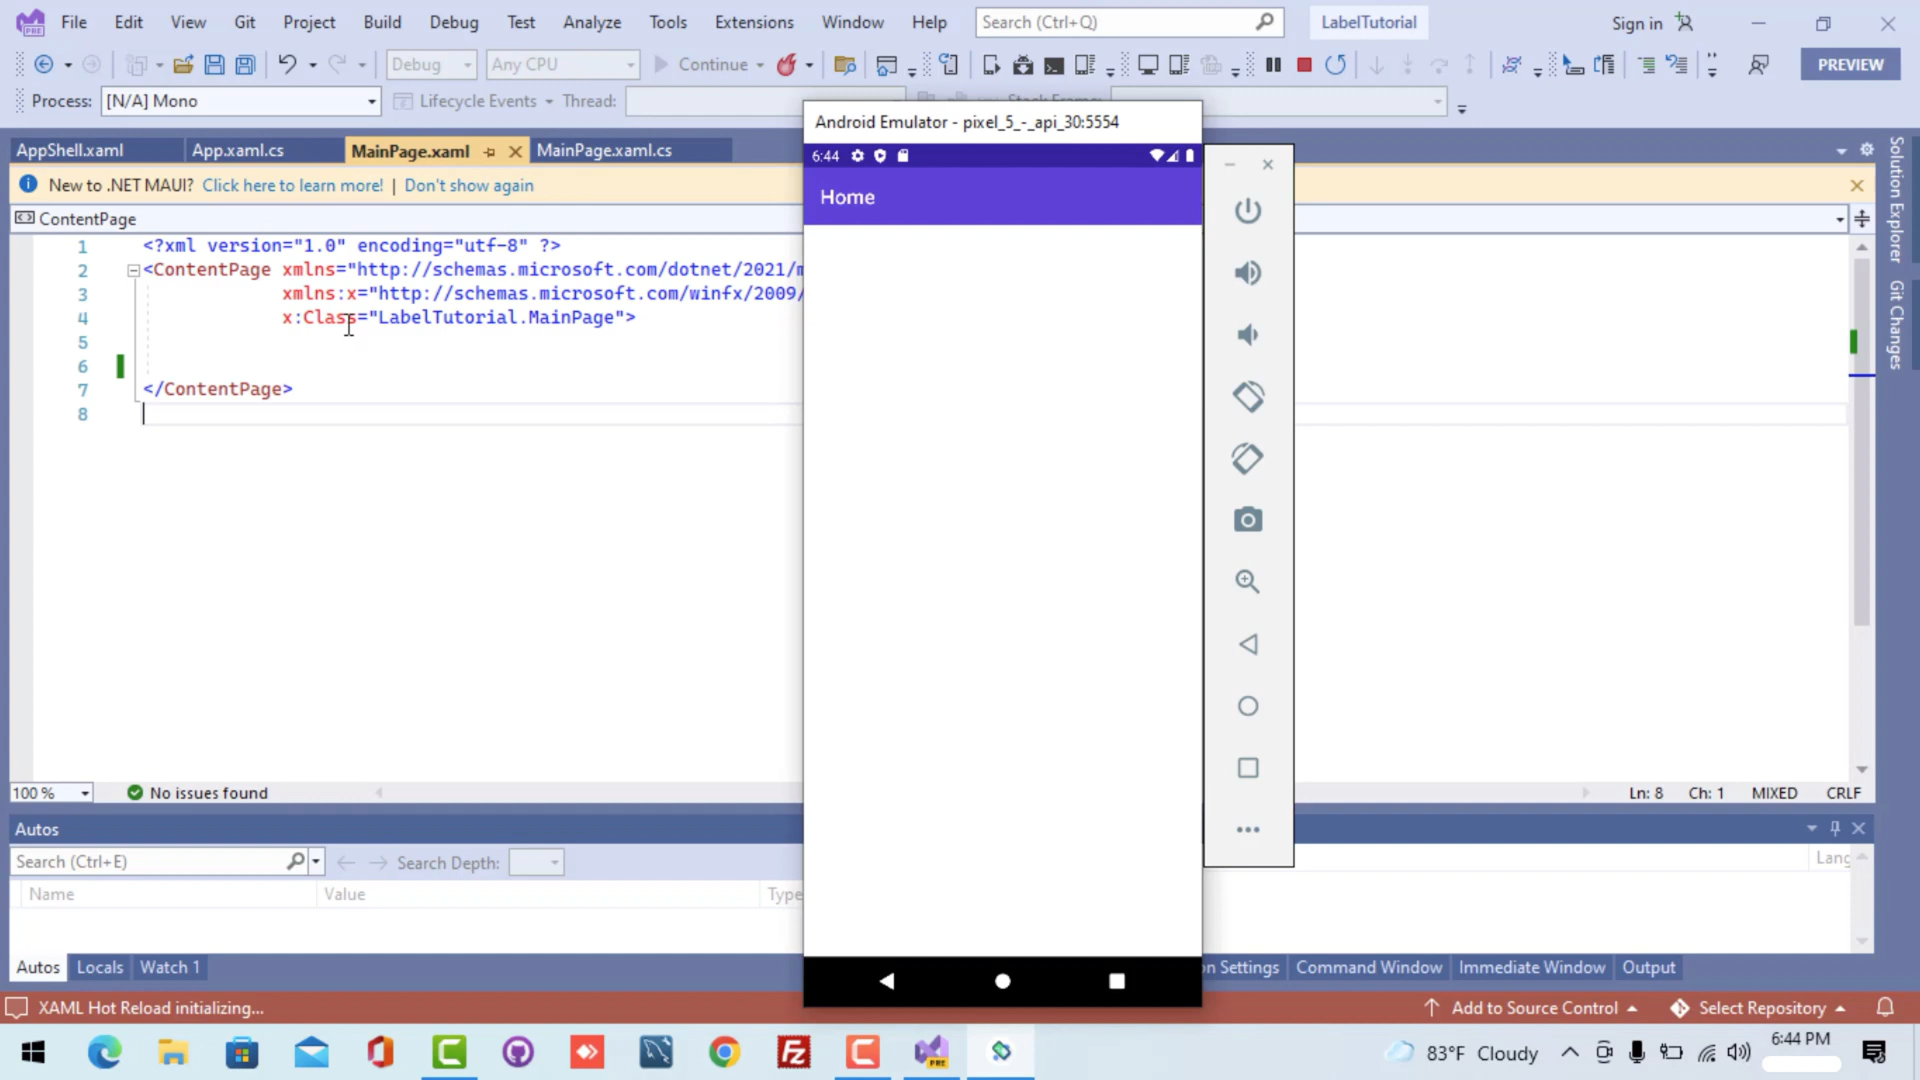 File Edit View Git Project Build Debug Test Analyze Tools Extensions Window Help Search (Ctrl+Q) LabelTutorial Sign in
PRE
Debug Any CPU Continue PREVIEW
Process: [N/A] Mono Lifecycle Events Thread: Stack Frame:
Android Emulator - pixel_5_-_api_30:5554
AppShell.xaml App.xaml.cs MainPage.xaml MainPage.xaml.cs
6:44
New to .NET MAUI? Click here to learn more! | Don't show again
Home
ContentPage
1 <?xml version="1.0" encoding="utf-8" ?>
2 <ContentPage xmlns="http://schemas.microsoft.com/dotnet/2021/m
3 xmlns:x="http://schemas.microsoft.com/winfx/2009/
4 x:Class="LabelTutorial.MainPage">
5
6
7 </ContentPage>
8
Solution Explorer
Git Changes
100 % No issues found Ln: 8 Ch: 1 MIXED CRLF
Autos
Search (Ctrl+E) Search Depth: Lang
Name Value Type
Autos Locals Watch 1 on Settings Command Window Immediate Window Output
XAML Hot Reload initializing... Add to Source Control Select Repository
PRE
83°F Cloudy 6:44 PM